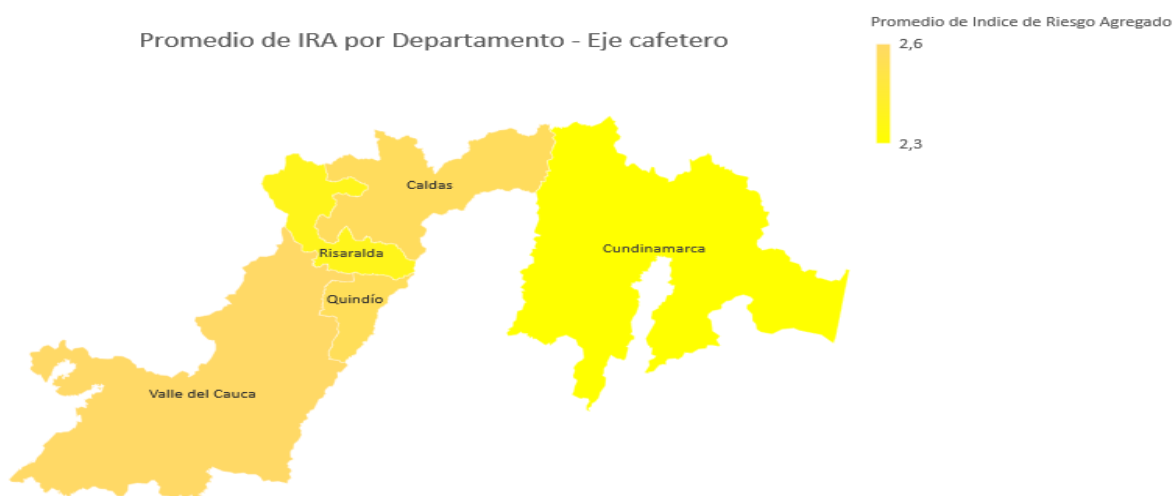 Promedio de Indice de Riesgo Agregado
Promedio de IRA por Departamento - Eje cafetero
2,6
2,3
Caldas
Risaralda
Cundinamarca
Quindío
Valle del Cauca